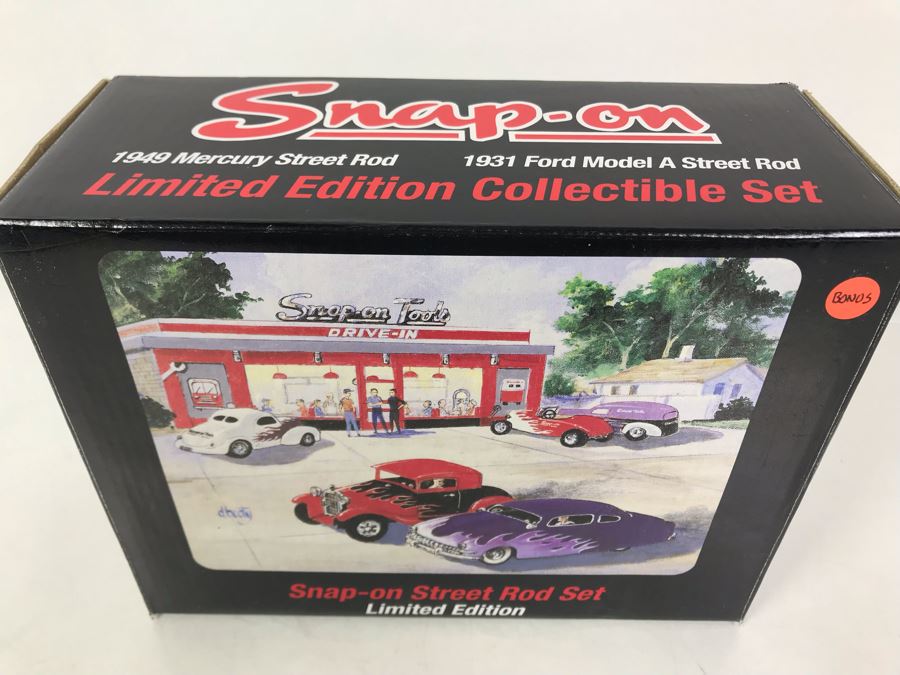 Snap-on
1949 Mercury Street Rod 1931 Ford Model A Street Rod
Limited Edition Collectible Set
BONUS
Snap-on Tools
DRIVE-IN
Snap-on Street Rod Set
Limited Edition